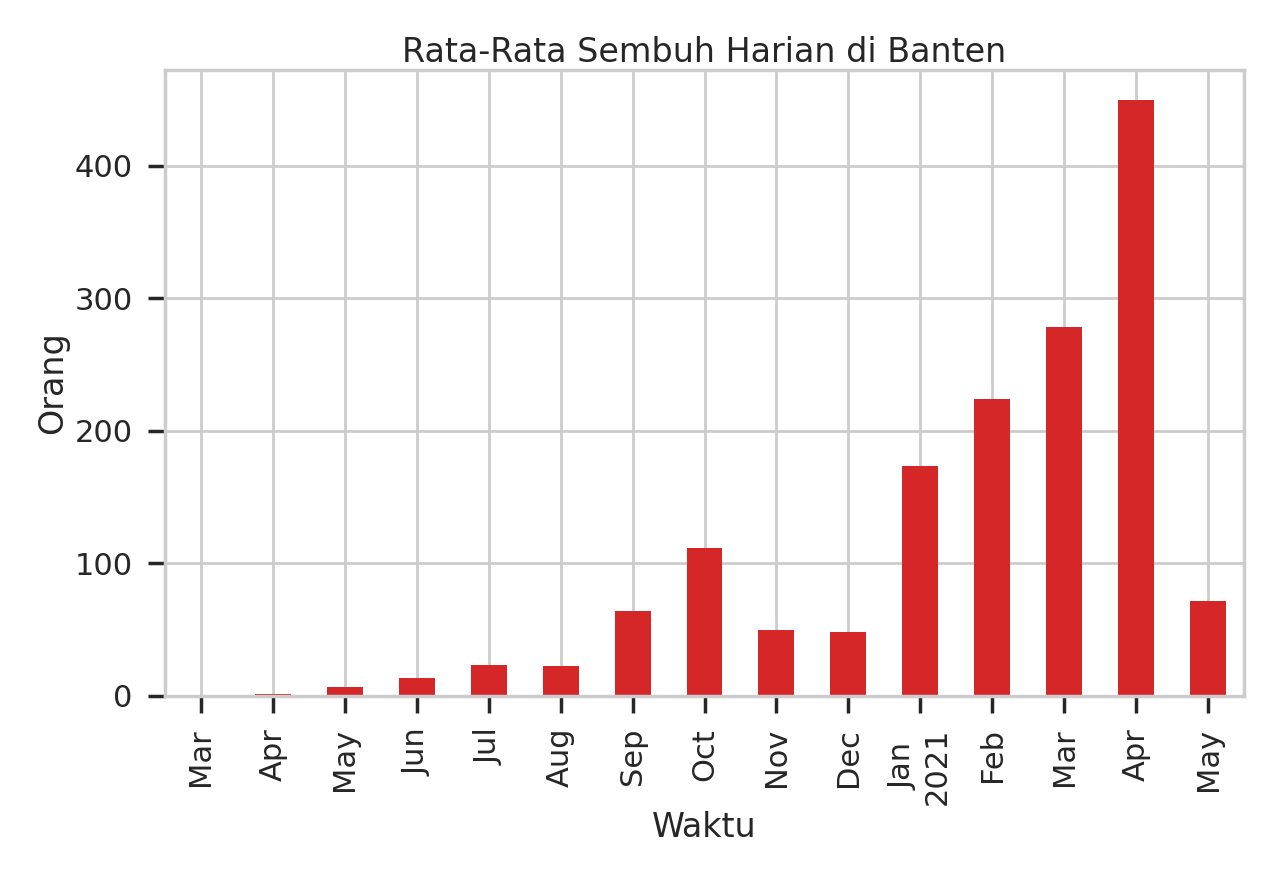 Rata-Rata Sembuh Harian di Banten
Orang
400
300
200
100
0
Mar
Apr
May
Jun
Jul
Aug
Sep
Oct
Nov
Dec
Jan
2021
Feb
Mar
Apr
May
Waktu